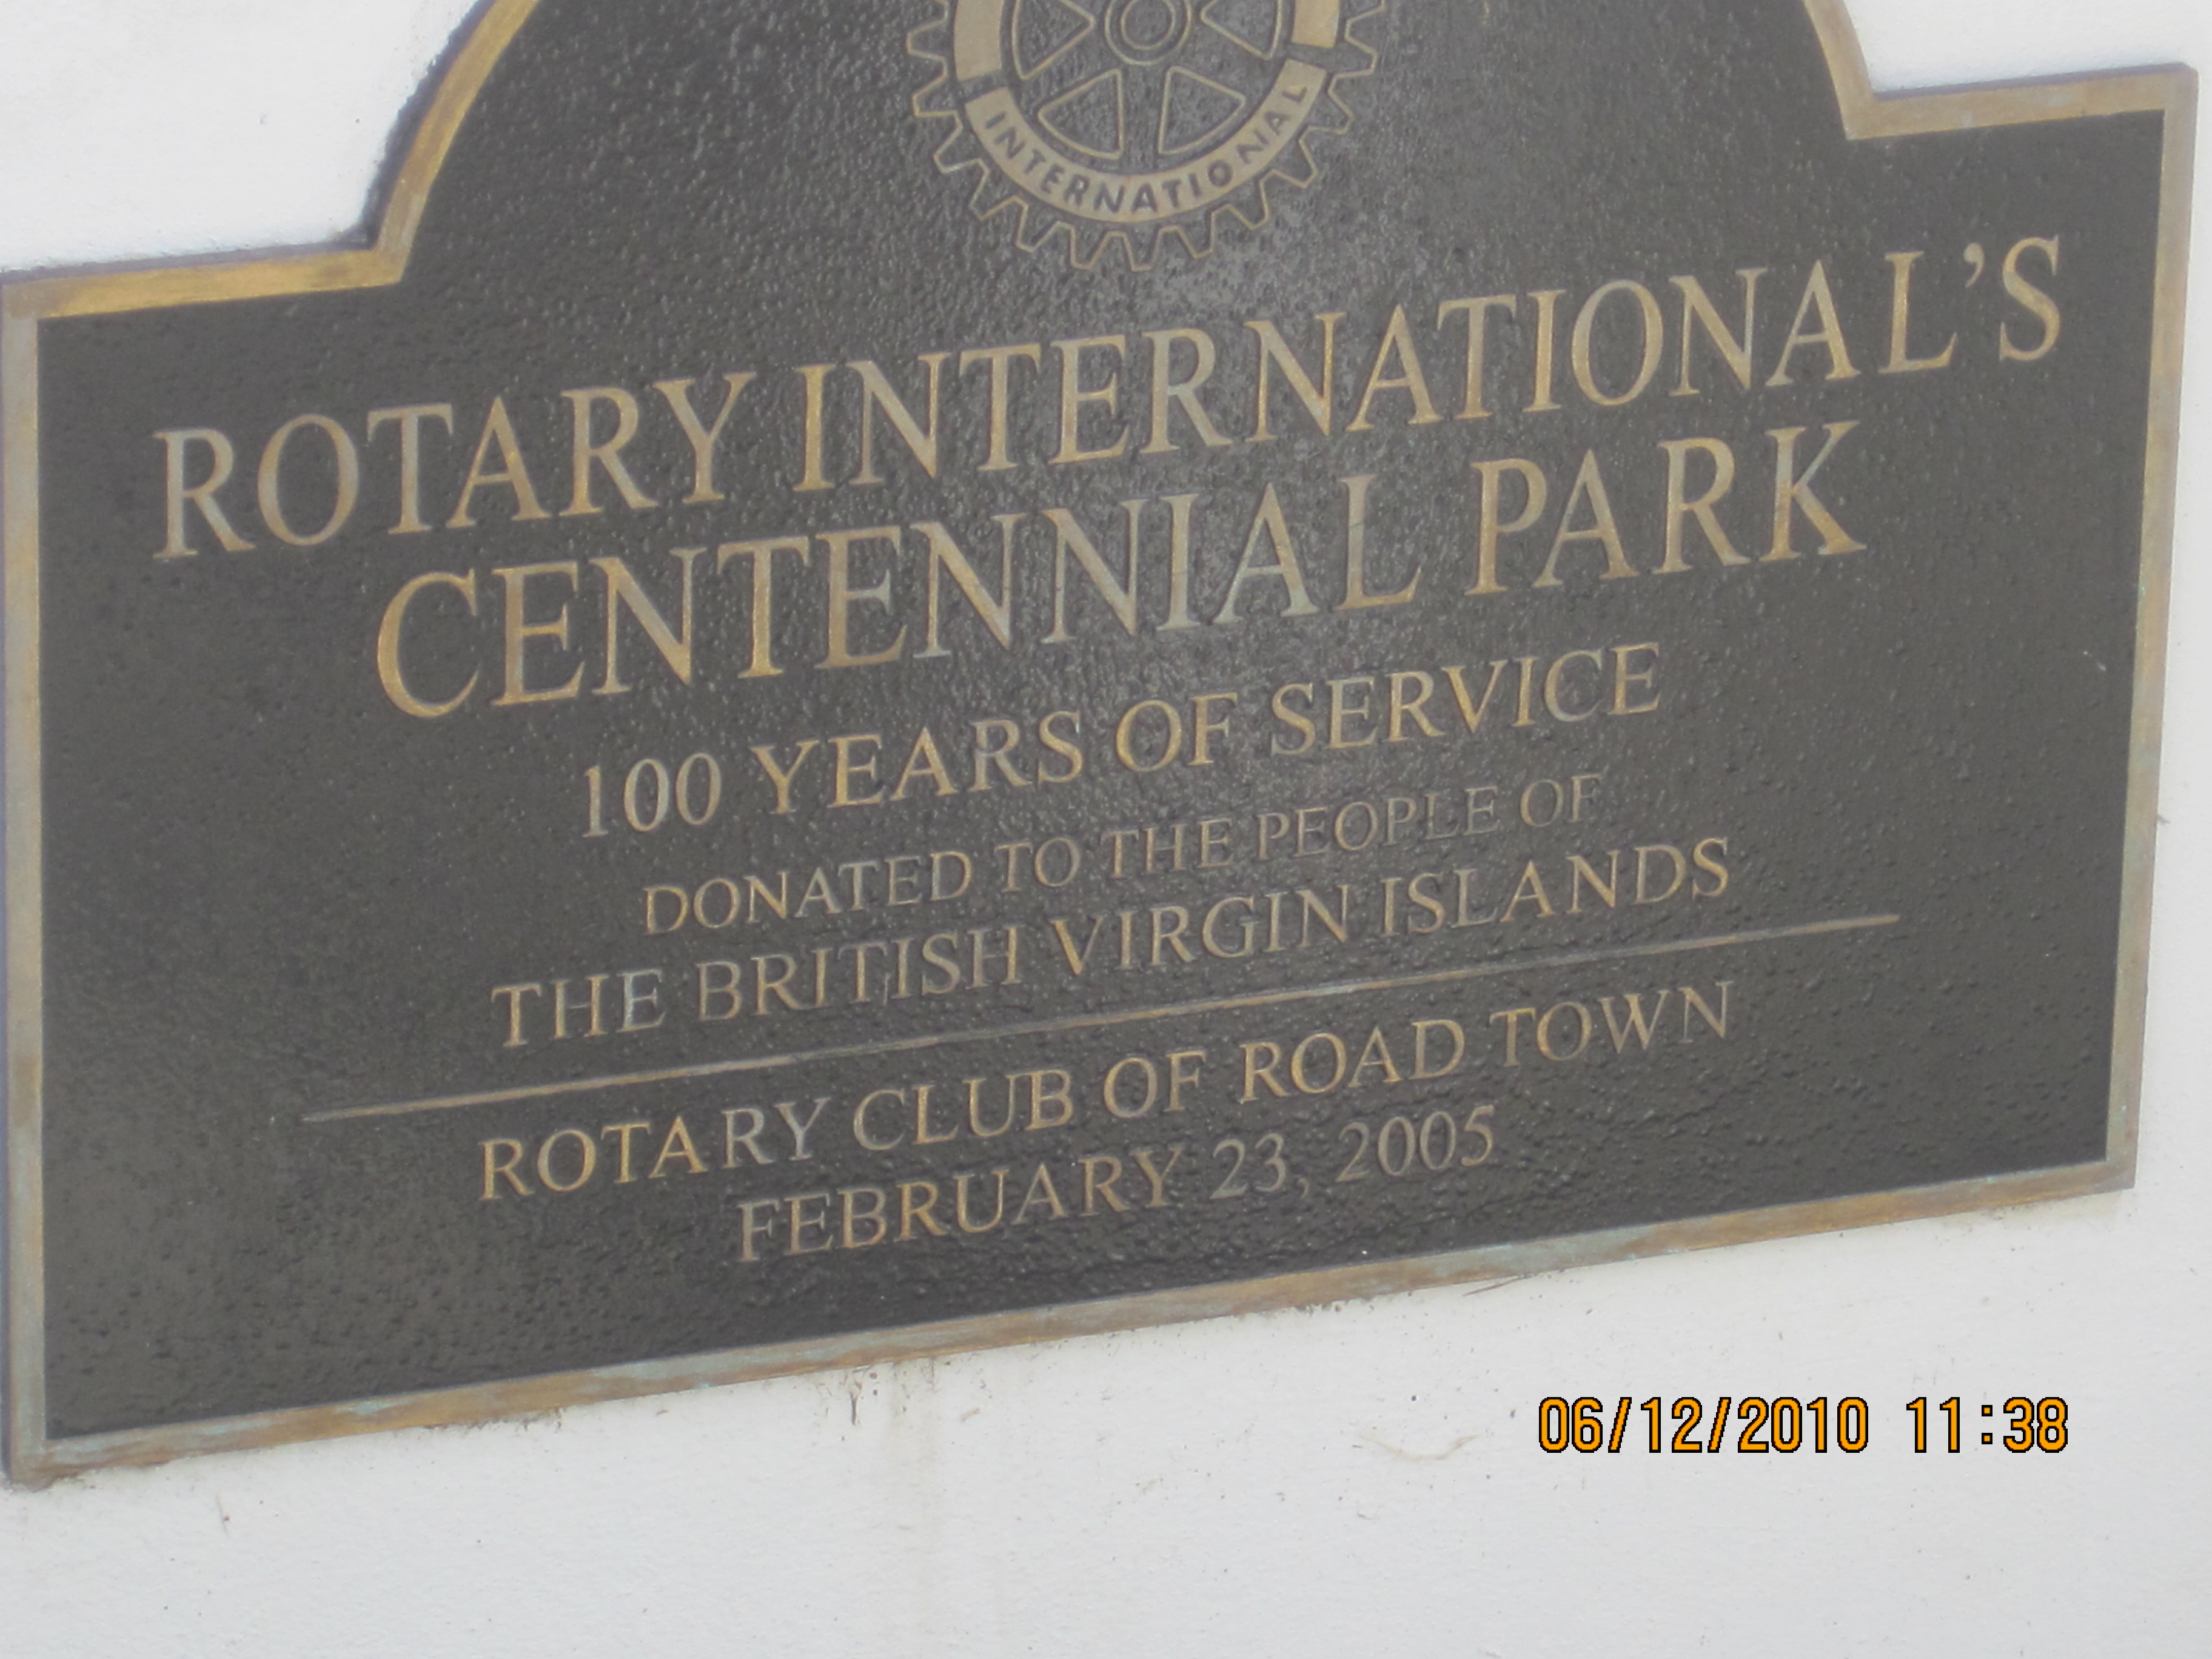 INTERNATIONAL
ROTARY INTERNATIONAL'S
CENTENNIAL PARK
100 YEARS OF SERVICE
DONATED TO THE PEOPLE OF
THE BRITISH VIRGIN ISLANDS
ROTARY CLUB OF ROAD TOWN
FEBRUARY 23, 2005
06/12/2010 11:38